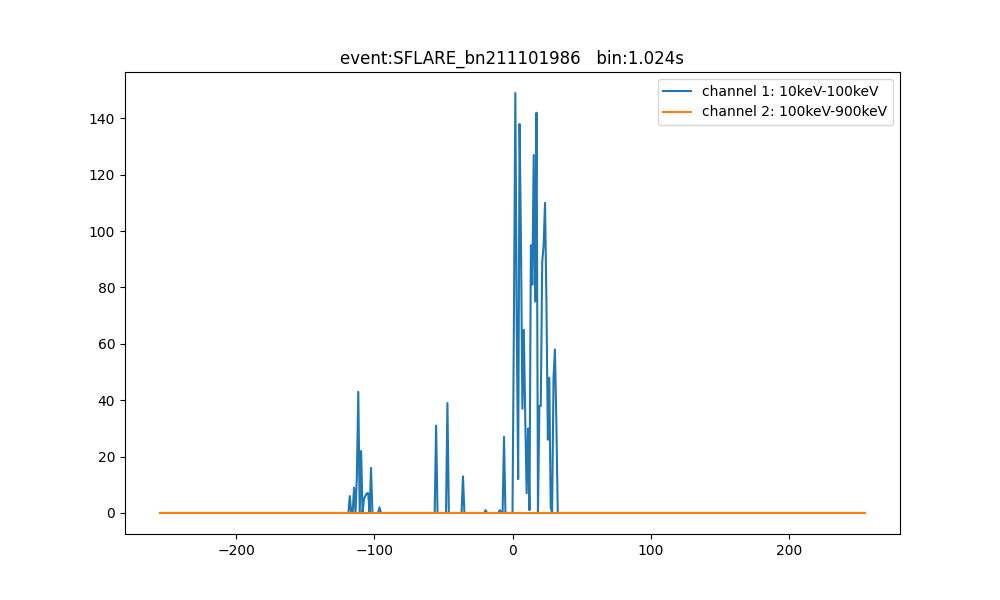 event:SFLARE_bn211101986   bin:1.024s
channel 1: 10keV-100keV
channel 2: 100keV-900keV
140
120
100
80
60
40
20
0
−200 −100 0 100 200